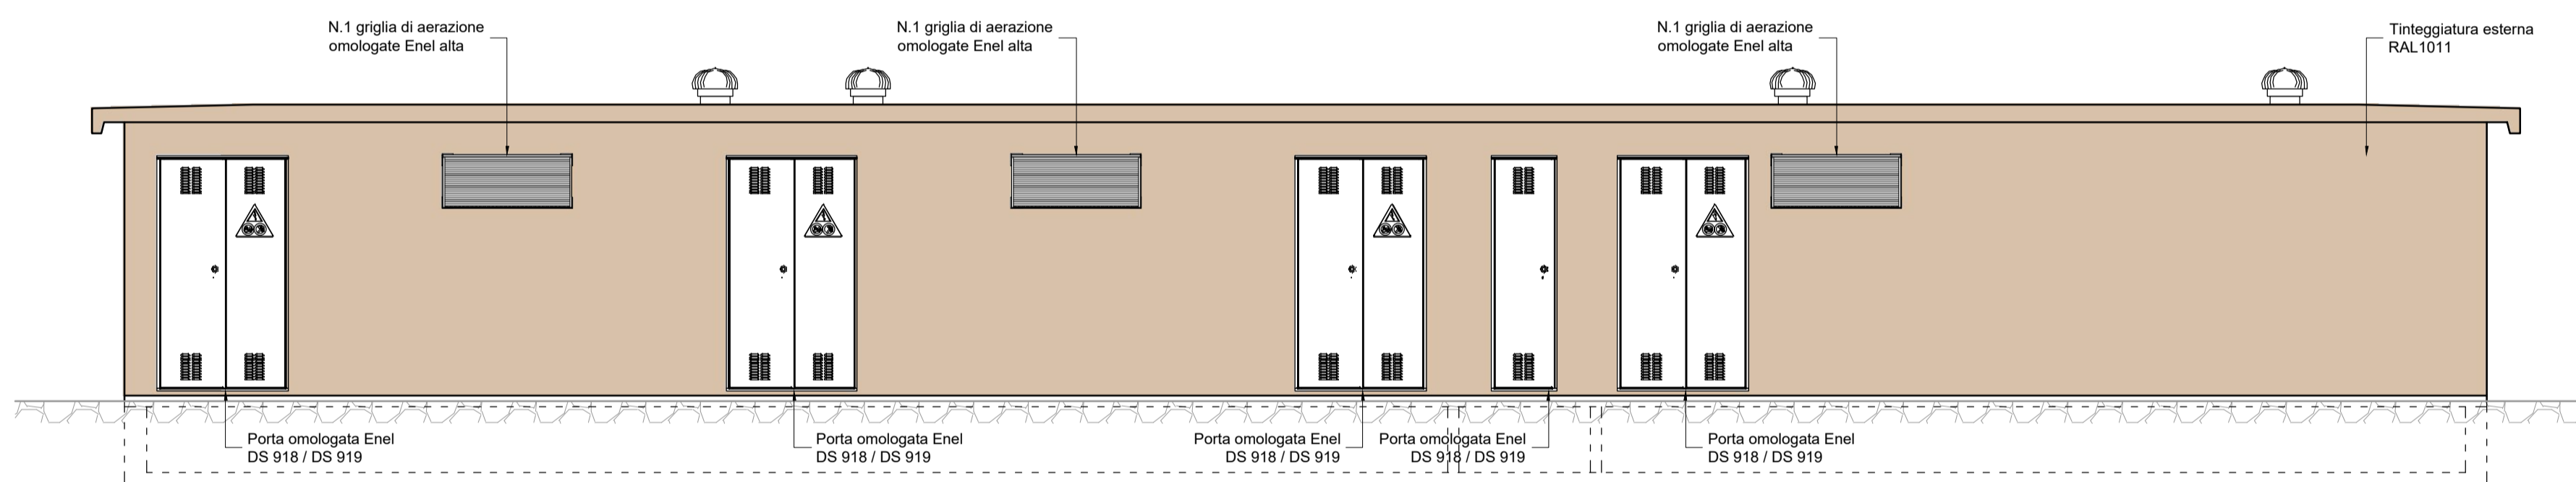 N.1 griglia di aerazione
omologate Enel alta
N.1 griglia di aerazione
omologate Enel alta
N.1 griglia di aerazione
omologate Enel alta
Tinteggiatura esterna
RAL1011
Porta omologata Enel
DS 918 / DS 919
Porta omologata Enel
DS 918 / DS 919
Porta omologata Enel
DS 918 / DS 919
Porta omologata Enel
DS 918 / DS 919
Porta omologata Enel
DS 918 / DS 919